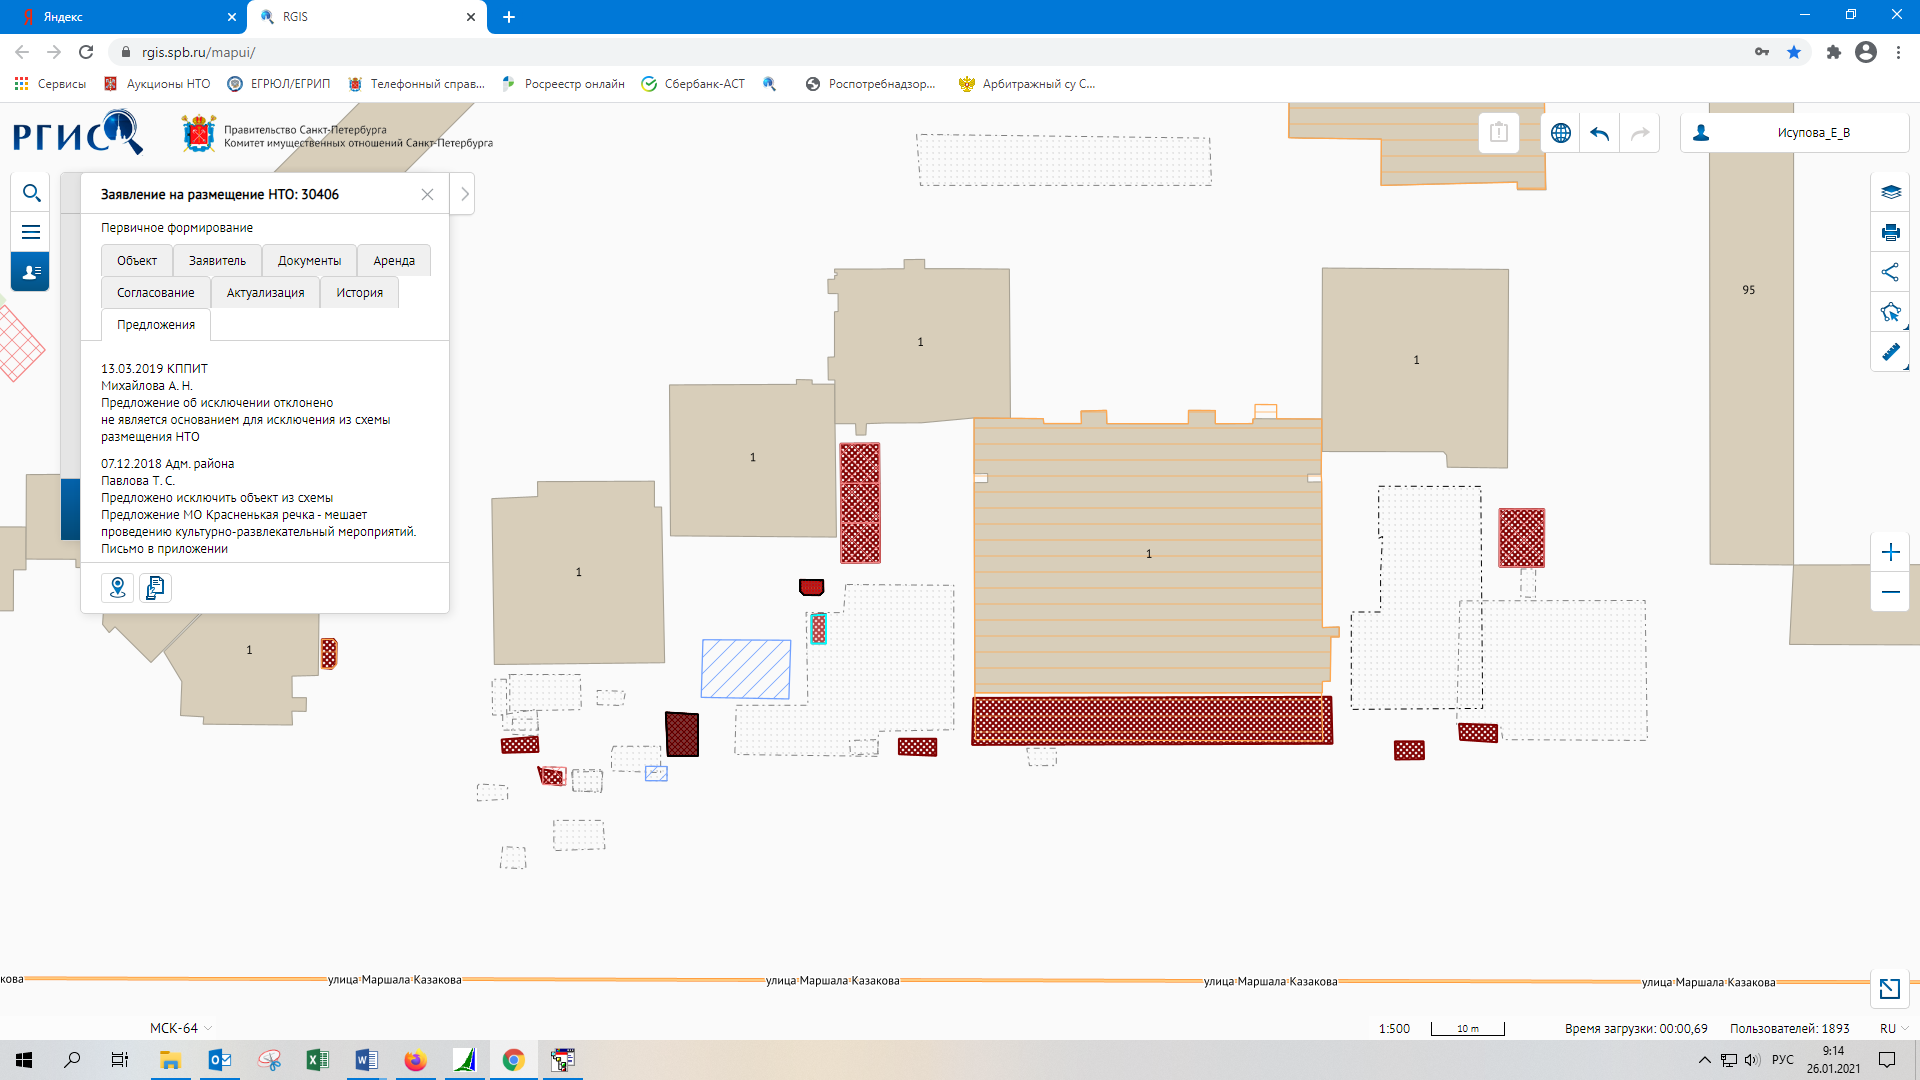 Яндекс
RGIS
rgis.spb.ru/mapui/
Сервисы
Аукционы НТО
ЕГРЮЛ/ЕГРИП
Телефонный справ...
Росреестр онлайн
Сбербанк-АСТ
Роспотребнадзор...
Арбитражный су С...
РГИС
Правительство Санкт-Петербурга
Комитет имущественных отношений Санкт-Петербурга
Исупова_Е_В
Заявление на размещение НТО: 30406
Первичное формирование
Объект
Заявитель
Документы
Аренда
Согласование
Актуализация
История
Предложения
13.03.2019 КППИТ
Михайлова А. Н.
Предложение об исключении отклонено
не является основанием для исключения из схемы
размещения НТО
07.12.2018 Адм. района
Павлова Т. С.
Предложено исключить объект из схемы
Предложение МО Красненькая речка - мешает
проведению культурно-развлекательный мероприятий.
Письмо в приложении
95
1
1
1
1
1
1
кова
улица Маршала Казакова
улица Маршала Казакова
улица Маршала Казакова
улица Маршала Казакова
МСК-64
1:500
10 m
Время загрузки: 00:00,69
Пользователей: 1893
RU
РУС
9:14
26.01.2021